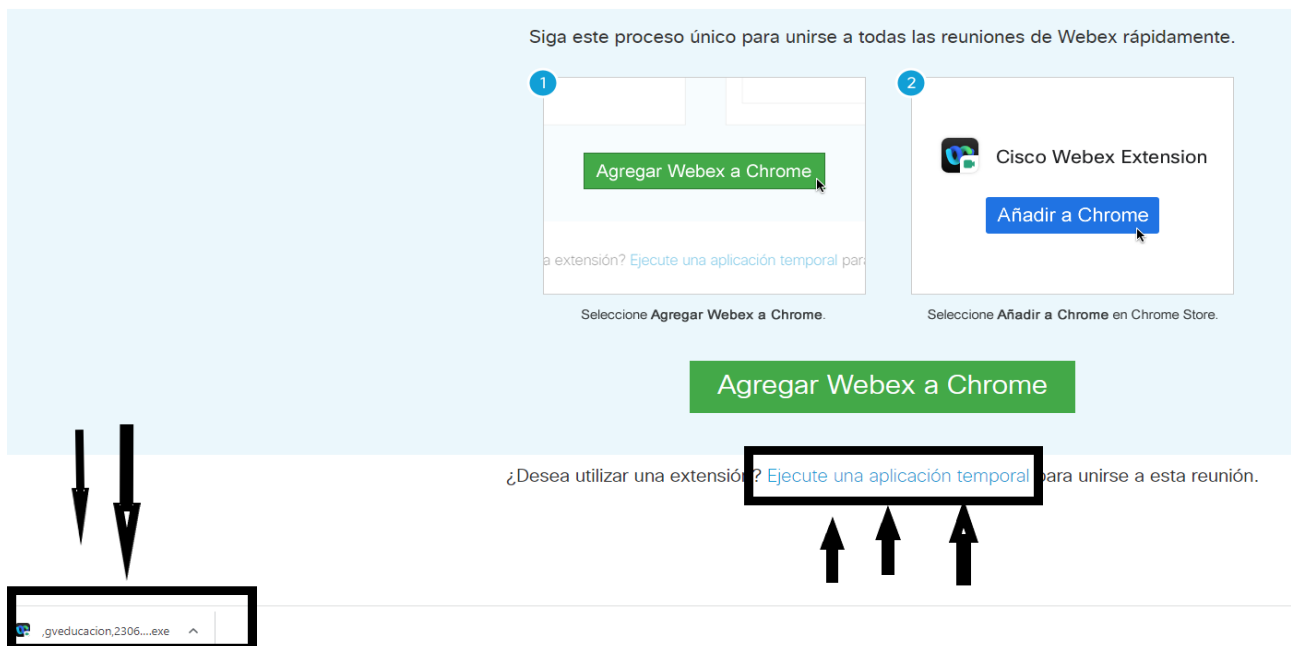 Siga este proceso único para unirse a todas las reuniones de Webex rápidamente.
1
Agregar Webex a Chrome
a extensión? Ejecute una aplicación temporal par
Seleccione Agregar Webex a Chrome.
2
Cisco Webex Extension
Añadir a Chrome
Seleccione Añadir a Chrome en Chrome Store.
Agregar Webex a Chrome
¿Desea utilizar una extensión? Ejecute una aplicación temporal para unirse a esta reunión.
,gveducacion,2306....exe